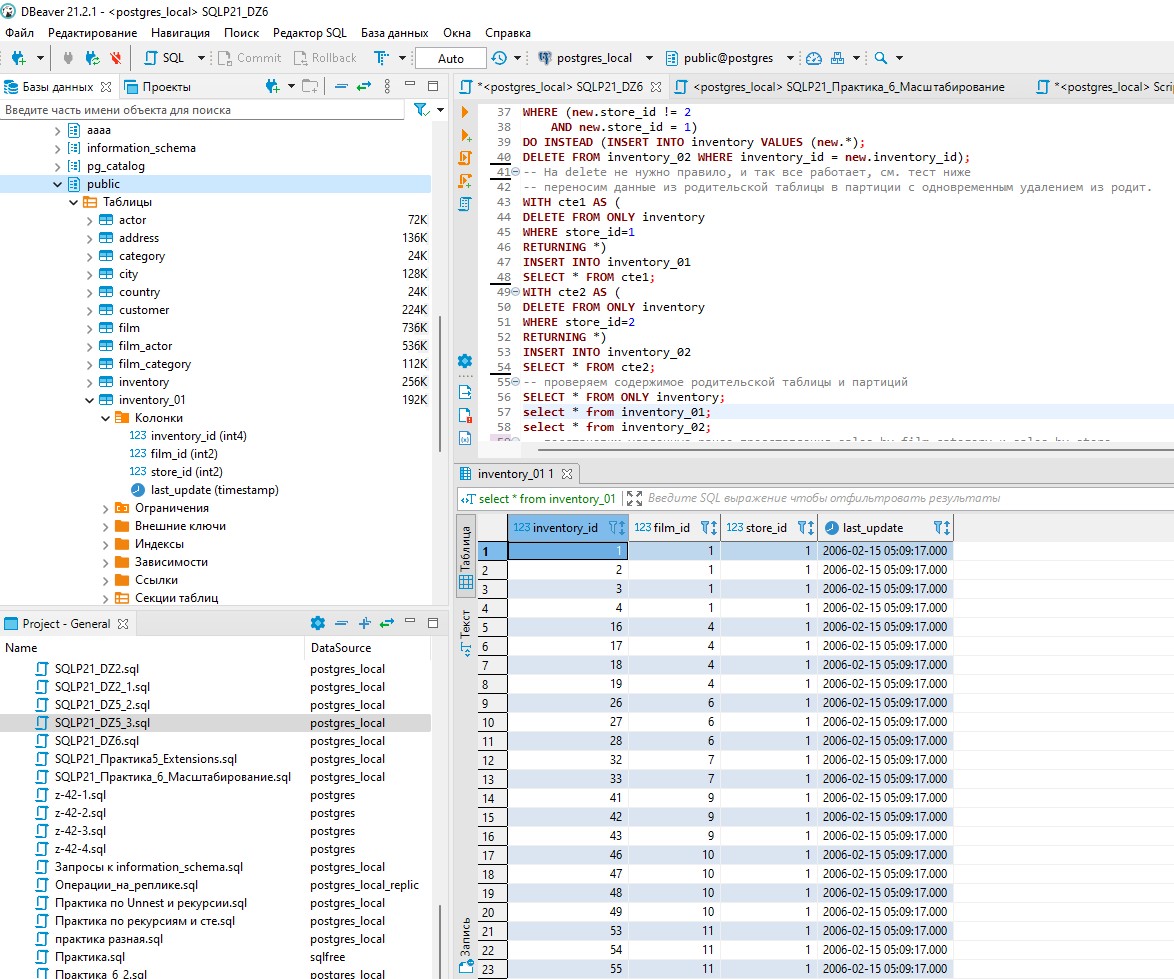 DBeaver 21.2.1 - <postgres_local> SQLP21_DZ6
Файл Редактирование Навигация Поиск Редактор SQL База данных Окна Справка
SQL Commit Rollback Auto postgres_local public@postgres
Базы данных Проекты
Введите часть имени объекта для поиска
aaaa
information_schema
pg_catalog
public
Таблицы
actor 72K
address 136K
category 24K
city 128K
country 24K
customer 224K
film 736K
film_actor 536K
film_category 112K
inventory 256K
inventory_01 192K
Колонки
123 inventory_id (int4)
123 film_id (int2)
123 store_id (int2)
last_update (timestamp)
Ограничения
Внешние ключи
Индексы
Зависимости
Ссылки
Секции таблиц
Project - General
Name DataSource
SQLP21_DZ2.sql postgres_local
SQLP21_DZ2_1.sql postgres_local
SQLP21_DZ5_2.sql postgres_local
SQLP21_DZ5_3.sql postgres_local
SQLP21_DZ6.sql postgres_local
SQLP21_Практика5_Extensions.sql postgres_local
SQLP21_Практика_6_Масштабирование.sql postgres_local
z-42-1.sql postgres
z-42-2.sql postgres
z-42-3.sql postgres
z-42-4.sql postgres
Запросы к information_schema.sql postgres_local
Операции_на_реплике.sql postgres_local_replic
Практика по Unnest и рекурсии.sql postgres_local
Практика по рекурсиям и сте.sql postgres_local
практика разная.sql postgres_local
Практика.sql sqlfree
Практика_6_2.sql postgres_local
*<postgres_local> SQLP21_DZ6 <postgres_local> SQLP21_Практика_6_Масштабирование *<postgres_local> Scri
37 WHERE (new.store_id != 2
38 AND new.store_id = 1)
39 DO INSTEAD (INSERT INTO inventory VALUES (new.*);
40 DELETE FROM inventory_02 WHERE inventory_id = new.inventory_id);
41 -- На delete не нужно правило, и так все работает, см. тест ниже
42 -- переносим данные из родительской таблицы в партиции с одновременным удалением из родит.
43 WITH cte1 AS (
44 DELETE FROM ONLY inventory
45 WHERE store_id=1
46 RETURNING *)
47 INSERT INTO inventory_01
48 SELECT * FROM cte1;
49 WITH cte2 AS (
50 DELETE FROM ONLY inventory
51 WHERE store_id=2
52 RETURNING *)
53 INSERT INTO inventory_02
54 SELECT * FROM cte2;
55 -- проверяем содержимое родительской таблицы и партиций
56 SELECT * FROM ONLY inventory;
57 select * from inventory_01;
58 select * from inventory_02;
inventory_01 1
select * from inventory_01 Введите SQL выражение чтобы отфильтровать результаты
Таблица
Текст
Запись
123 inventory_id 123 film_id 123 store_id last_update
1 1 1 1 2006-02-15 05:09:17.000
2 2 1 1 2006-02-15 05:09:17.000
3 3 1 1 2006-02-15 05:09:17.000
4 4 1 1 2006-02-15 05:09:17.000
5 16 4 1 2006-02-15 05:09:17.000
6 17 4 1 2006-02-15 05:09:17.000
7 18 4 1 2006-02-15 05:09:17.000
8 19 4 1 2006-02-15 05:09:17.000
9 26 6 1 2006-02-15 05:09:17.000
10 27 6 1 2006-02-15 05:09:17.000
11 28 6 1 2006-02-15 05:09:17.000
12 32 7 1 2006-02-15 05:09:17.000
13 33 7 1 2006-02-15 05:09:17.000
14 41 9 1 2006-02-15 05:09:17.000
15 42 9 1 2006-02-15 05:09:17.000
16 43 9 1 2006-02-15 05:09:17.000
17 46 10 1 2006-02-15 05:09:17.000
18 47 10 1 2006-02-15 05:09:17.000
19 48 10 1 2006-02-15 05:09:17.000
20 49 10 1 2006-02-15 05:09:17.000
21 53 11 1 2006-02-15 05:09:17.000
22 54 11 1 2006-02-15 05:09:17.000
23 55 11 1 2006-02-15 05:09:17.000